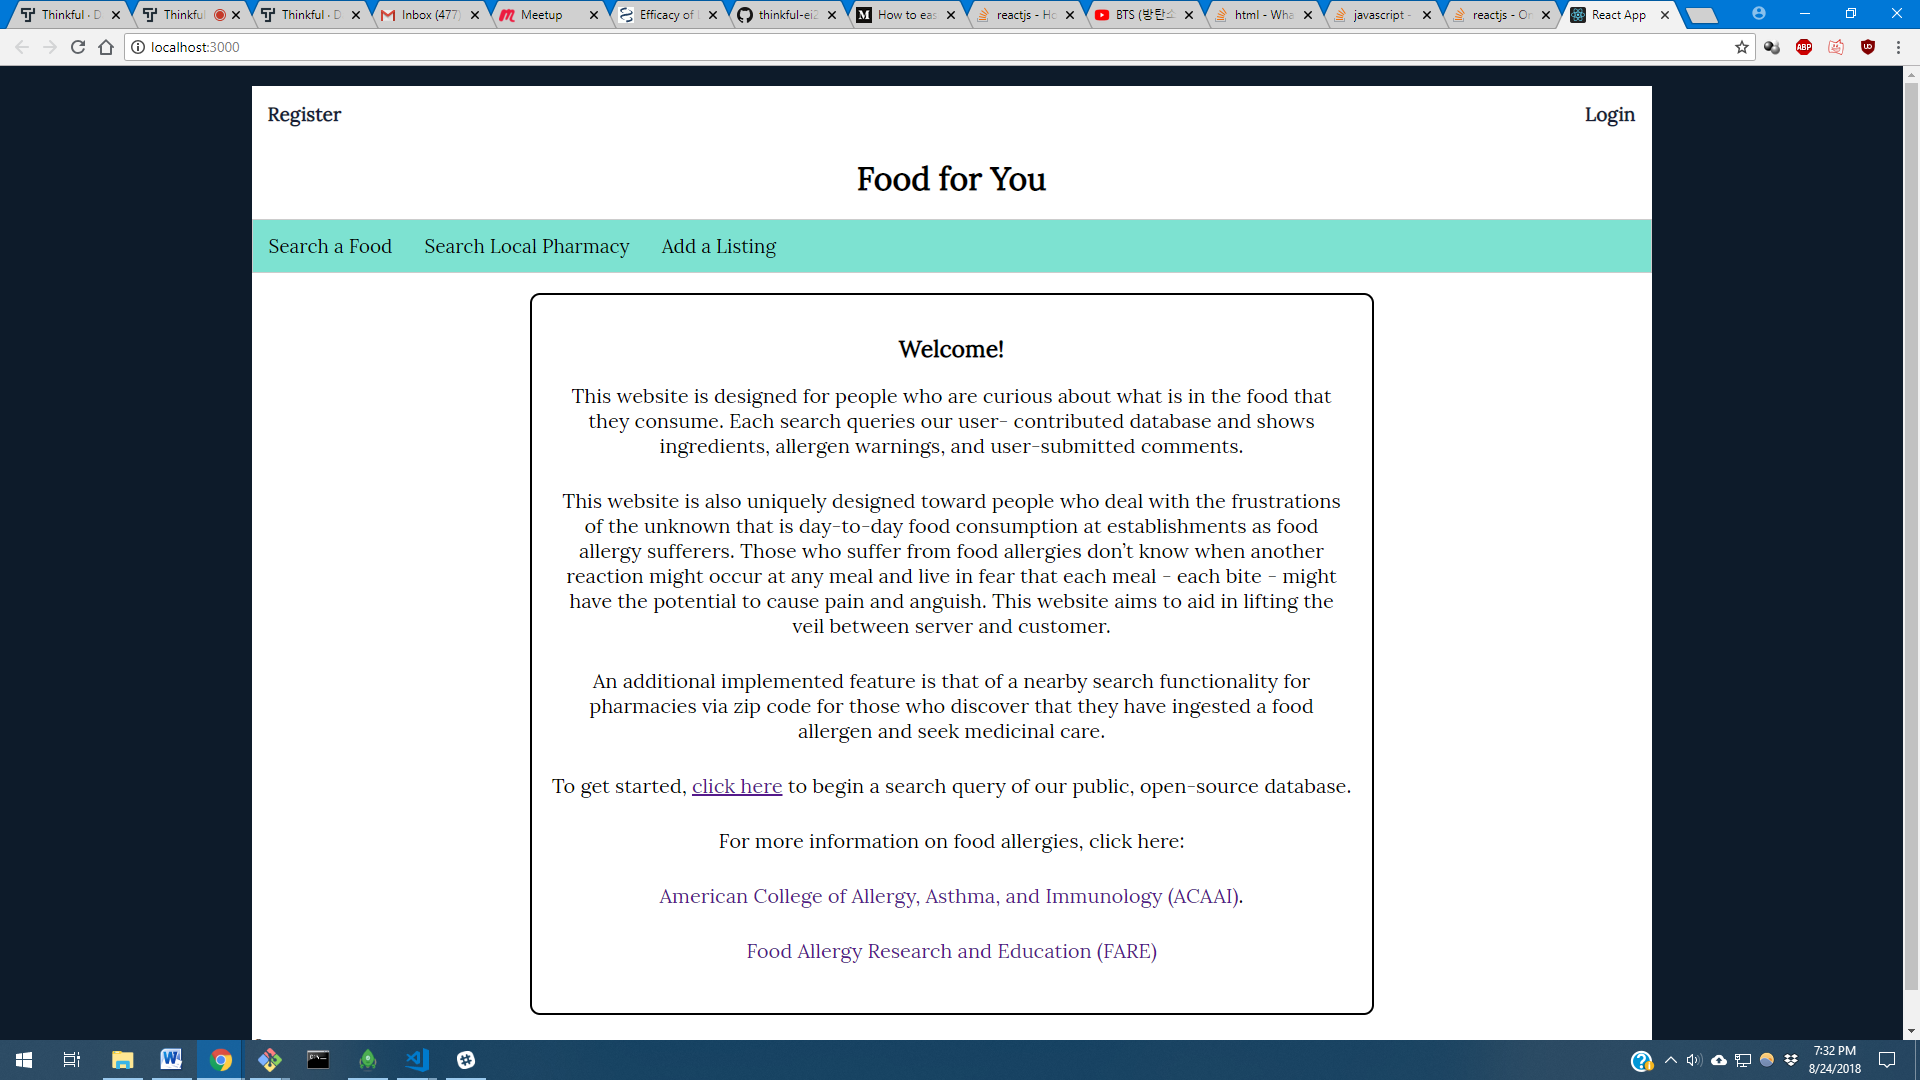 Thinkful · D
Thinkful
Thinkful · D
Inbox (477)
Meetup
Efficacy of
thinkful-ei2
How to eas
reactjs - Ho
BTS (방탄소
html - Wha
javascript -
reactjs - Or
React App
localhost:3000
ABP
Register
Login
Food for You
Search a Food
Search Local Pharmacy
Add a Listing
Welcome!
This website is designed for people who are curious about what is in the food that
they consume. Each search queries our user- contributed database and shows
ingredients, allergen warnings, and user-submitted comments.
This website is also uniquely designed toward people who deal with the frustrations
of the unknown that is day-to-day food consumption at establishments as food
allergy sufferers. Those who suffer from food allergies don’t know when another
reaction might occur at any meal and live in fear that each meal - each bite - might
have the potential to cause pain and anguish. This website aims to aid in lifting the
veil between server and customer.
An additional implemented feature is that of a nearby search functionality for
pharmacies via zip code for those who discover that they have ingested a food
allergen and seek medicinal care.
To get started, click here to begin a search query of our public, open-source database.
For more information on food allergies, click here:
American College of Allergy, Asthma, and Immunology (ACAAI).
Food Allergy Research and Education (FARE)
7:32 PM
8/24/2018